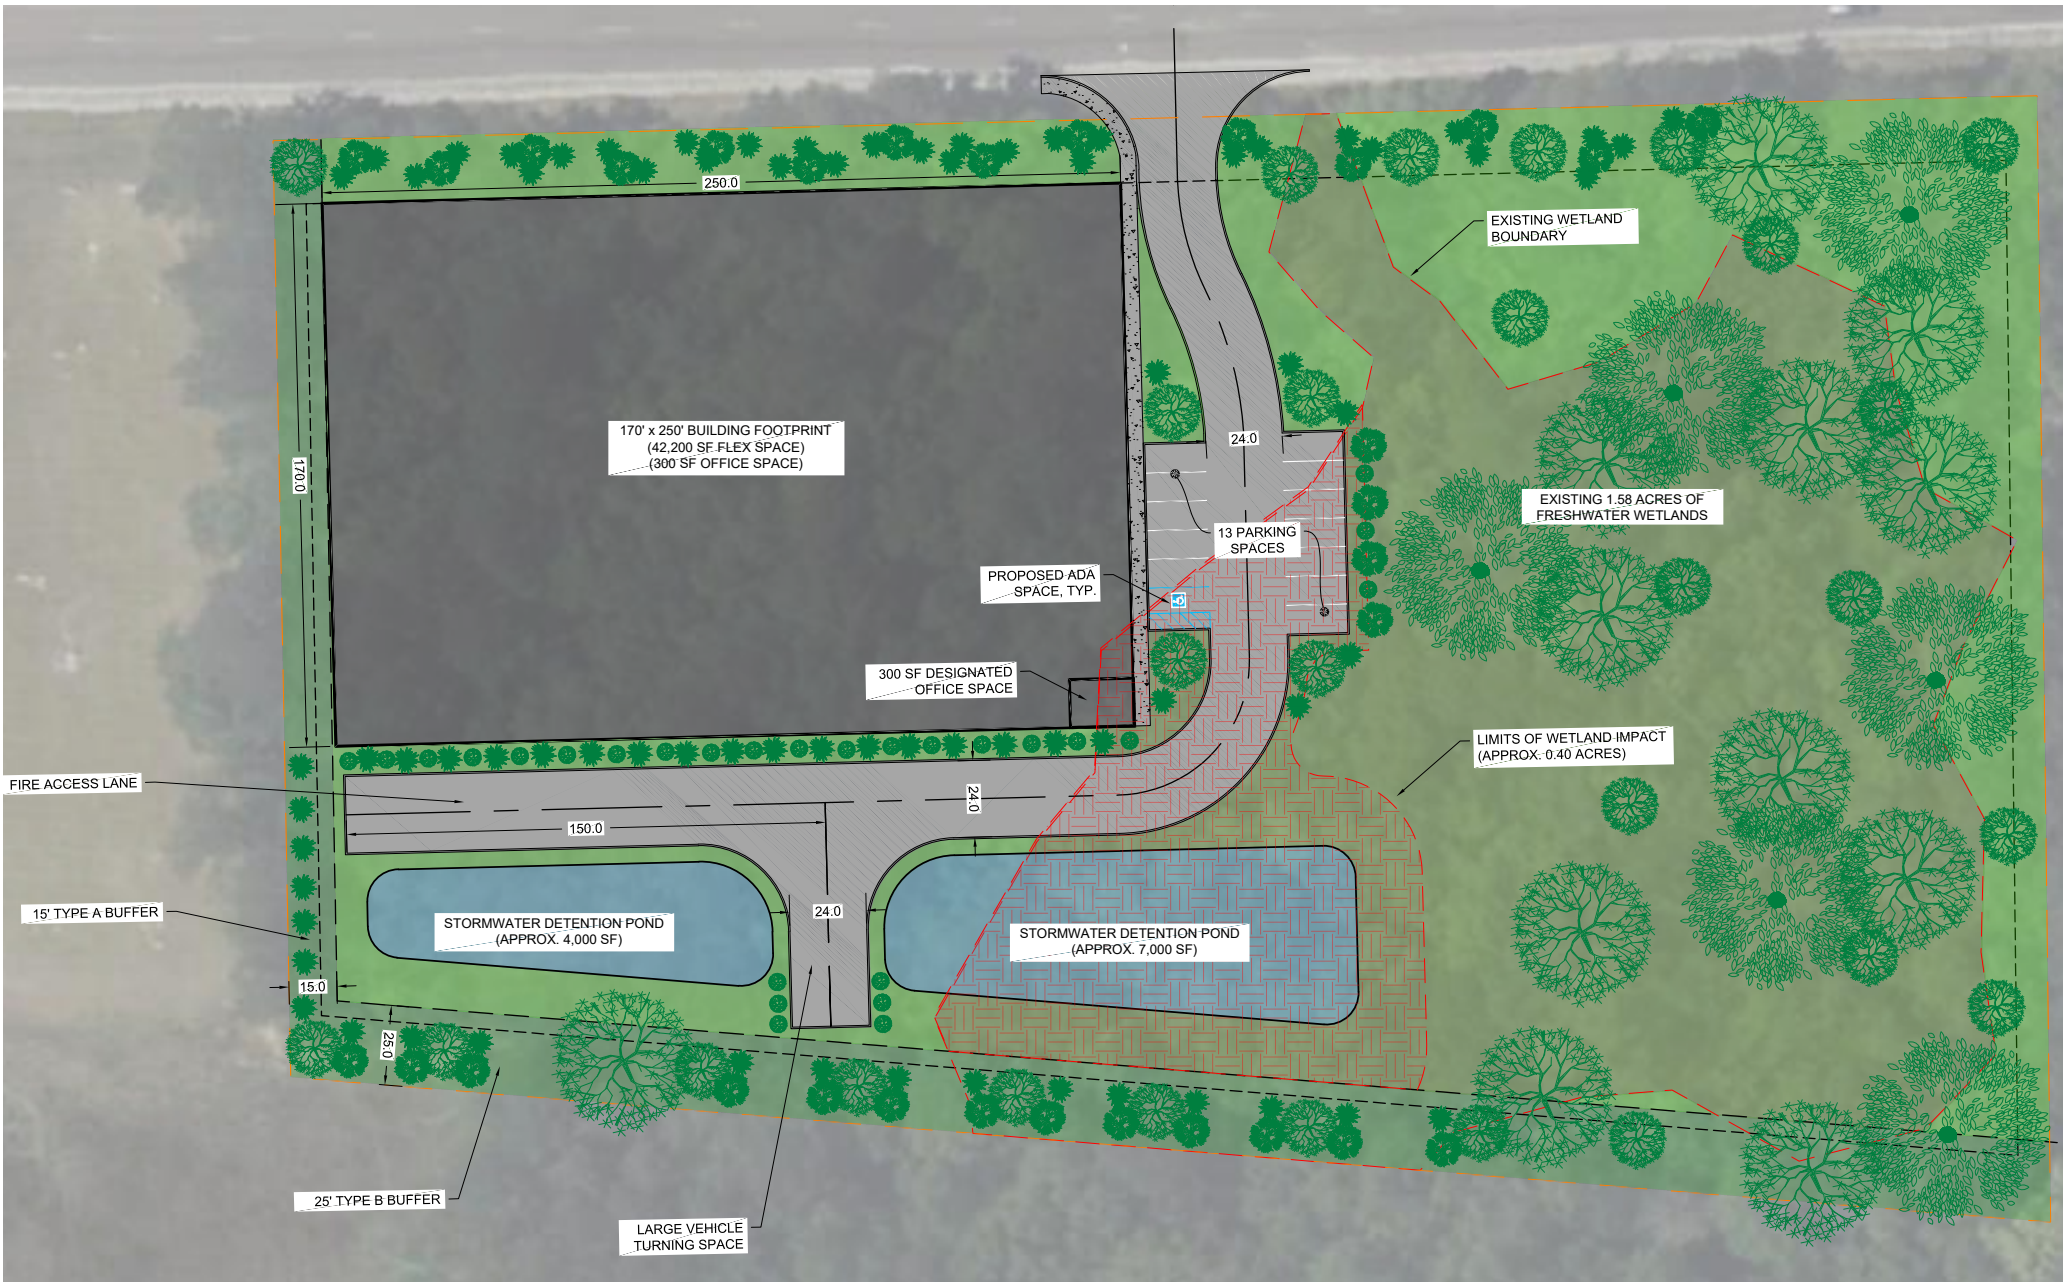 250.0
EXISTING WETLAND
BOUNDARY
170' x 250' BUILDING FOOTPRINT
(42,200 SF FLEX SPACE)
(300 SF OFFICE SPACE)
170.0
24.0
EXISTING 1.58 ACRES OF
FRESHWATER WETLANDS
13 PARKING
SPACES
PROPOSED ADA
SPACE, TYP.
300 SF DESIGNATED
OFFICE SPACE
LIMITS OF WETLAND IMPACT
(APPROX. 0.40 ACRES)
FIRE ACCESS LANE
24.0
150.0
15' TYPE A BUFFER
24.0
STORMWATER DETENTION POND
(APPROX. 4,000 SF)
STORMWATER DETENTION POND
(APPROX. 7,000 SF)
15.0
25.0
25' TYPE B BUFFER
LARGE VEHICLE
TURNING SPACE